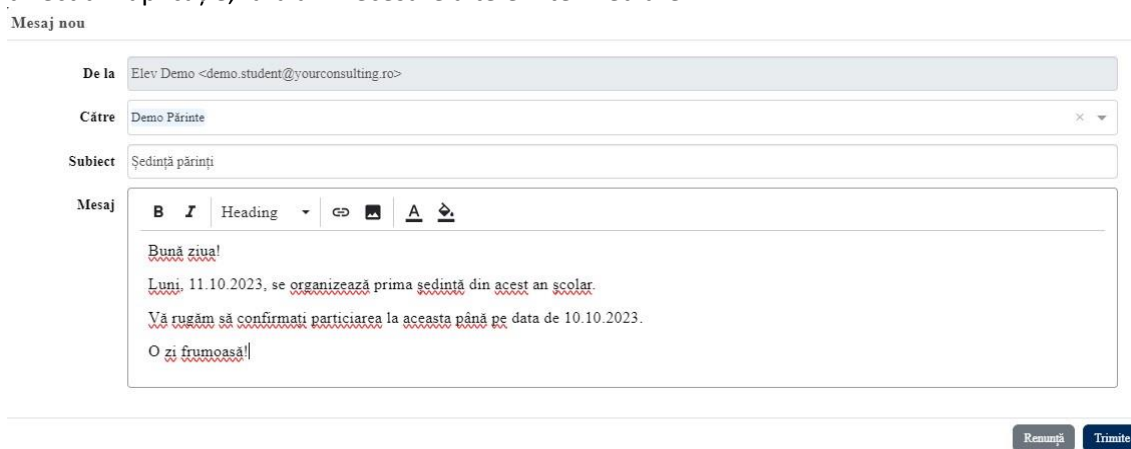 Mesaj nou
De la Elev Demo <demo.student@yourconsulting.ro>
Către Demo Părinte
Subiect Ședință părinți
Mesaj B I Heading A
Bună ziua!
Luni, 11.10.2023, se organizează prima ședință din acest an școlar.
Vă rugăm să confirmați particiarea la aceasta până pe data de 10.10.2023.
O zi frumoasă!
Renunță Trimite